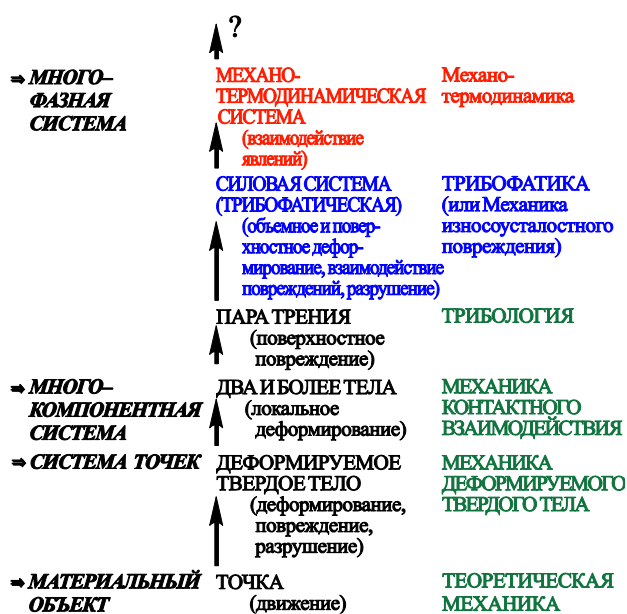 ?
⇒ МНОГО–
ФАЗНАЯ
СИСТЕМА
МЕХАНО-
ТЕРМОДИНАМИЧЕСКАЯ
СИСТЕМА
(взаимодействие
явлений)
Механо-
термодинамика
СИЛОВАЯ СИСТЕМА
(ТРИБОФАТИЧЕСКАЯ)
(объемное и повер-
хностное дефор-
мирование, взаимодействие
повреждений, разрушение)
ТРИБОФАТИКА
(или Механика
износоусталостного
повреждения)
ПАРА ТРЕНИЯ
(поверхностное
повреждение)
ТРИБОЛОГИЯ
⇒ МНОГО–
КОМПОНЕНТНАЯ
СИСТЕМА
ДВА И БОЛЕЕ ТЕЛА
(локальное
деформирование)
МЕХАНИКА
КОНТАКТНОГО
ВЗАИМОДЕЙСТВИЯ
⇒ СИСТЕМА ТОЧЕК
ДЕФОРМИРУЕМОЕ
ТВЕРДОЕ ТЕЛО
(деформирование,
повреждение,
разрушение)
МЕХАНИКА
ДЕФОРМИРУЕМОГО
ТВЕРДОГО ТЕЛА
⇒ МАТЕРИАЛЬНЫЙ
ОБЪЕКТ
ТОЧКА
(движение)
ТЕОРЕТИЧЕСКАЯ
МЕХАНИКА